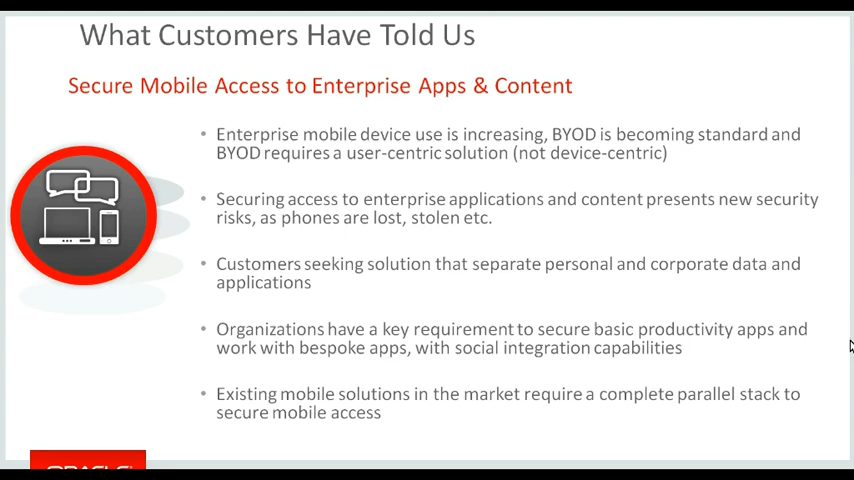 What Customers Have Told Us
Secure Mobile Access to Enterprise Apps & Content
• Enterprise mobile device use is increasing, BYOD is becoming standard and
BYOD requires a user-centric solution (not device-centric)
• Securing access to enterprise applications and content presents new security
risks, as phones are lost, stolen etc.
• Customers seeking solution that separate personal and corporate data and
applications
• Organizations have a key requirement to secure basic productivity apps and
work with bespoke apps, with social integration capabilities
• Existing mobile solutions in the market require a complete parallel stack to
secure mobile access
ORACLE